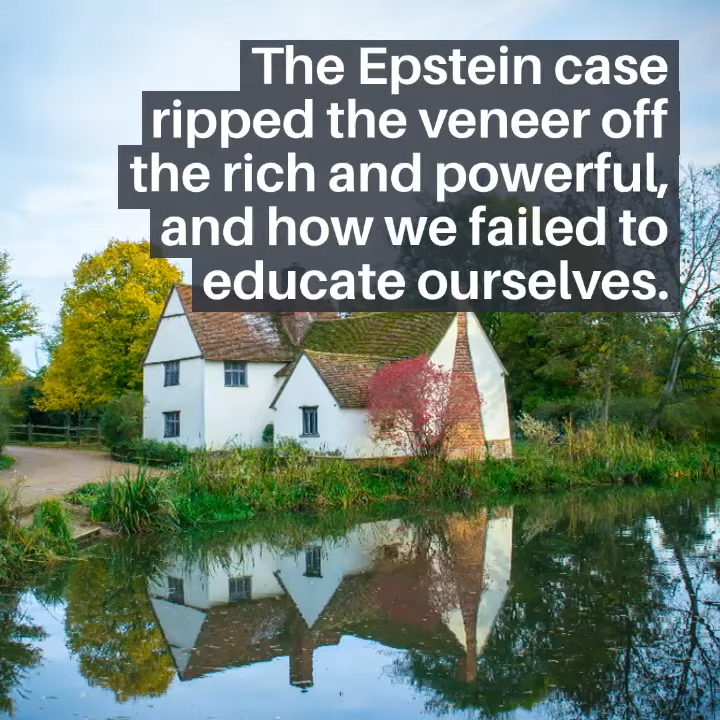 The Epstein case
ripped the veneer off
the rich and powerful,
and how we failed to
educate ourselves.